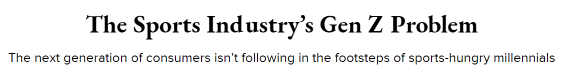 The Sports Industry’s Gen Z Problem
The next generation of consumers isn’t following in the footsteps of sports-hungry millennials